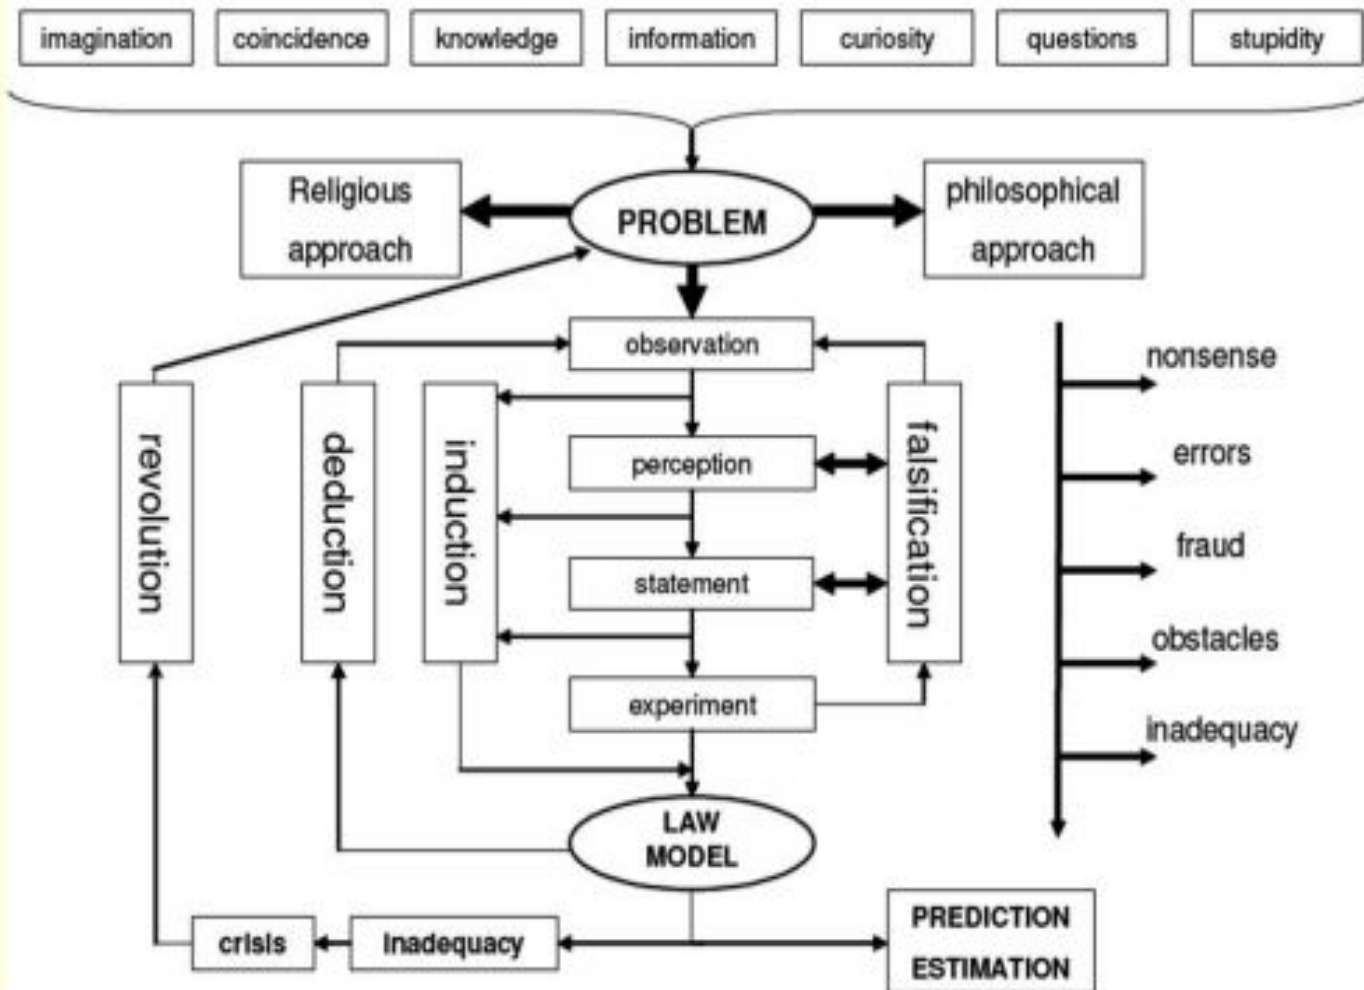 imagination
coincidence
knowledge
information
curiosity
questions
stupidity
Religious
approach
PROBLEM
philosophical
approach
observation
nonsense
revolution
deduction
induction
perception
falsification
errors
statement
fraud
experiment
obstacles
inadequacy
LAW
MODEL
crisis
inadequacy
PREDICTION
ESTIMATION